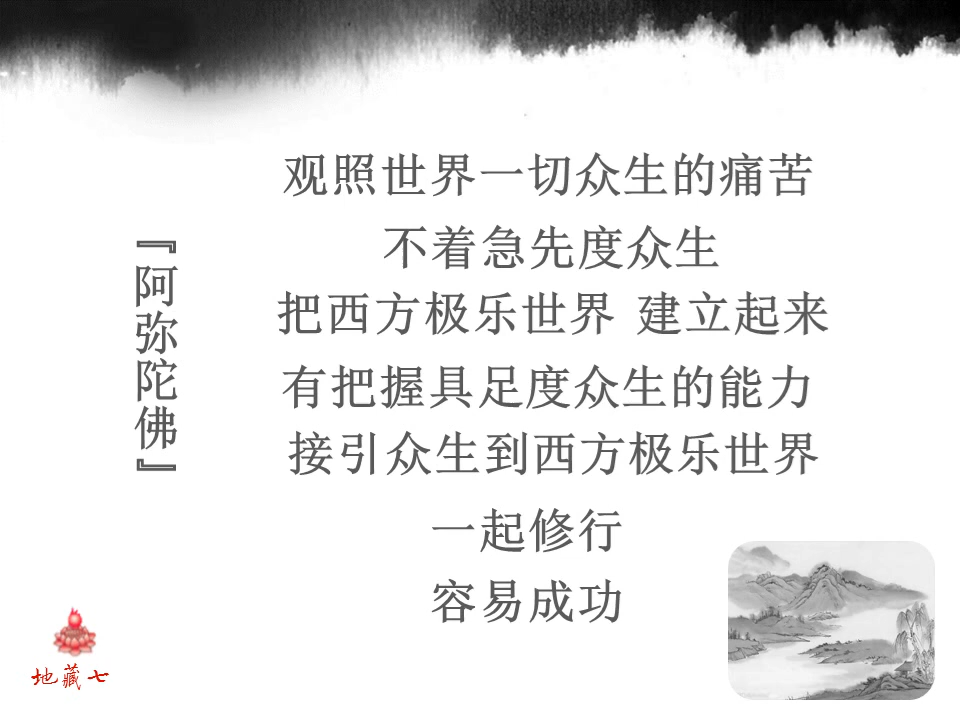 『阿弥陀佛』
观照世界一切众生的痛苦
不着急先度众生
把西方极乐世界 建立起来
有把握具足度众生的能力
接引众生到西方极乐世界
一起修行
容易成功
地藏七